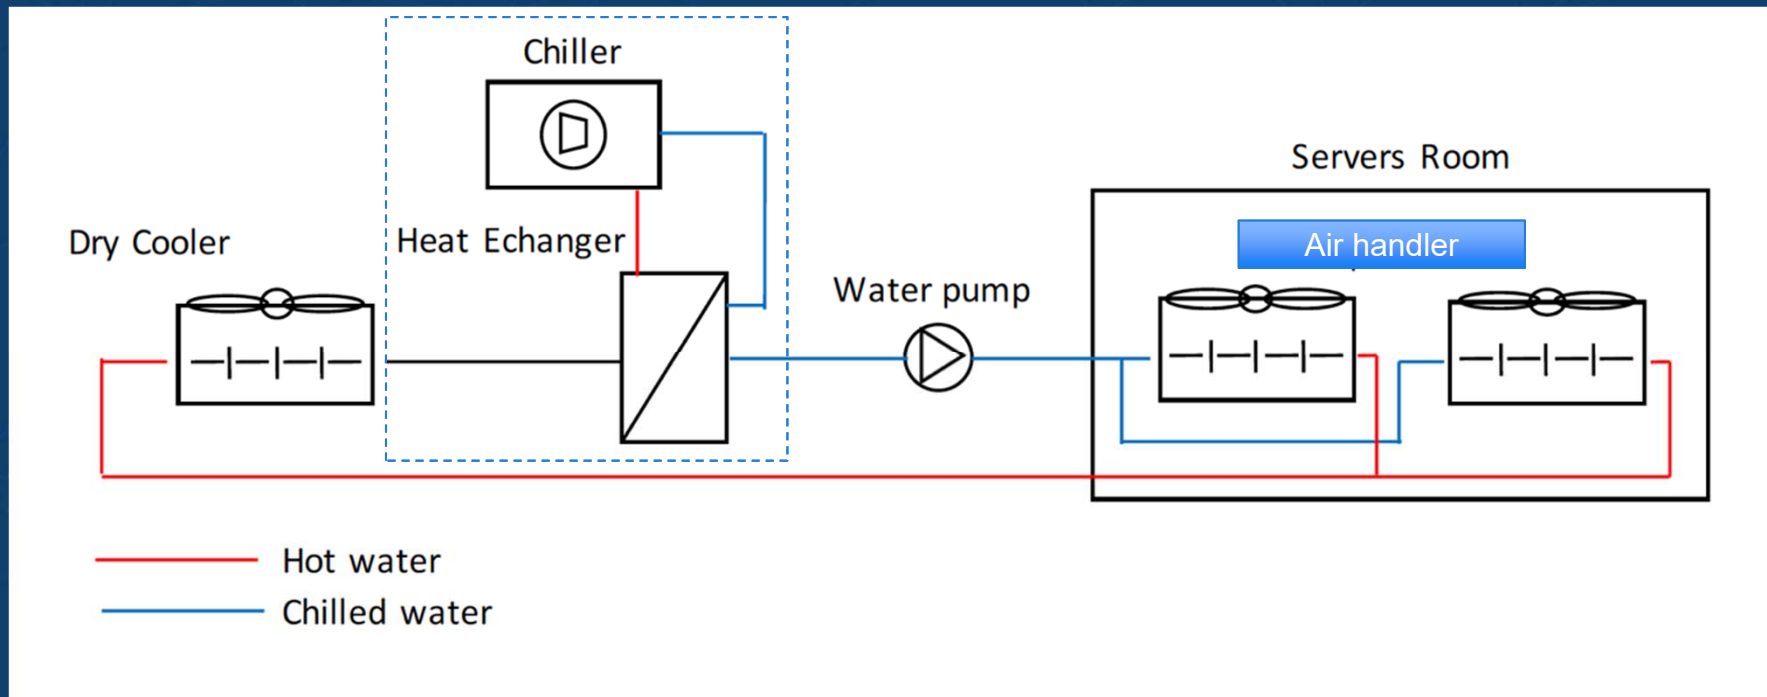 Chiller
Servers Room
Dry Cooler
Heat Echanger
Air handler
Water pump
Hot water
Chilled water